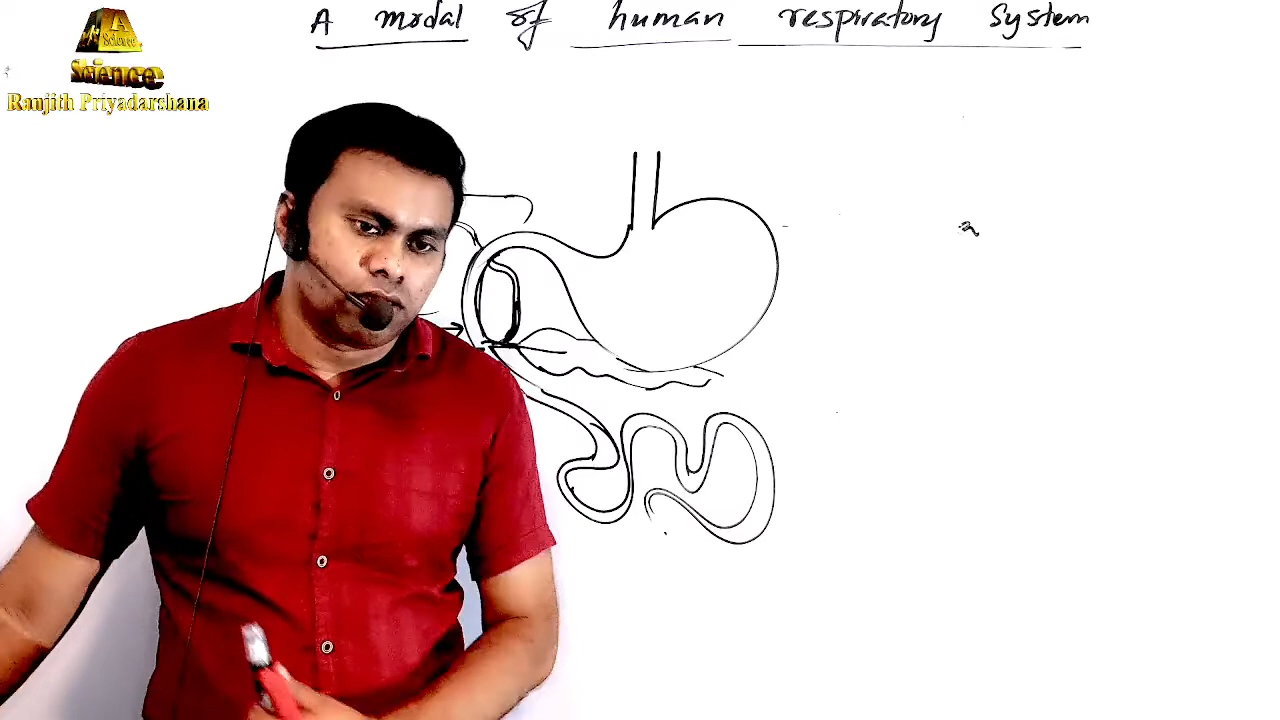 A modal of human respiratory system
A
Science
Science
Ranjith Priyadarshana